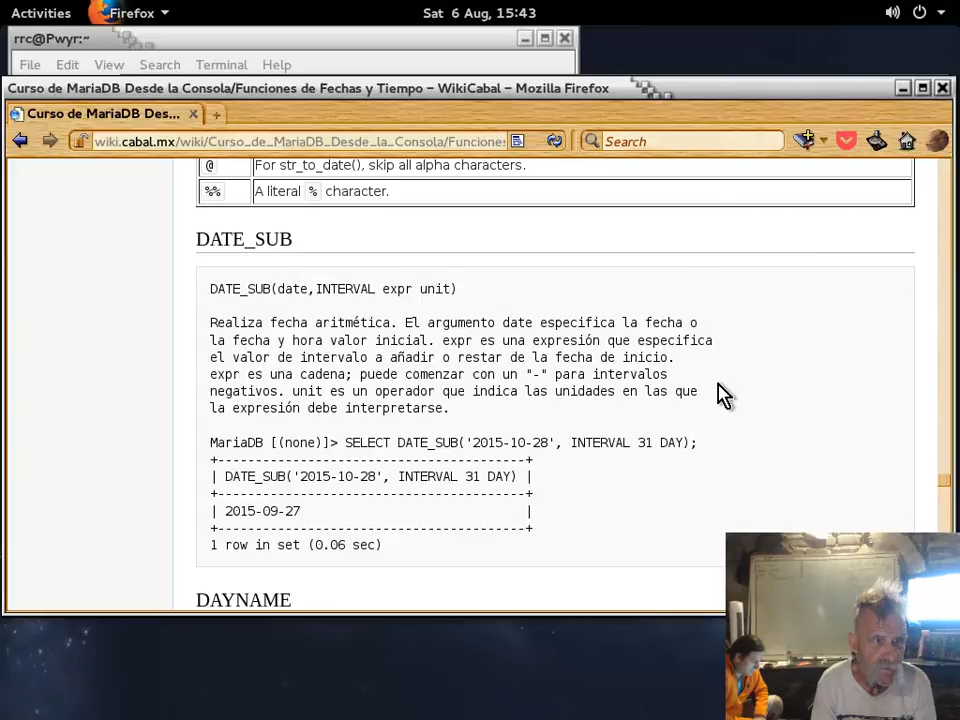 Activities Firefox Sat 6 Aug, 15:43
rrc@Pwyr:~
File Edit View Search Terminal Help
Curso de MariaDB Desde la Consola/Funciones de Fechas y Tiempo – WikiCabal – Mozilla Firefox
Curso de MariaDB Des...
wiki.cabal.mx/wiki/Curso_de_MariaDB_Desde_la_Consola/Funcione: Search
@ For str_to_date(), skip all alpha characters.
%% A literal % character.
DATE_SUB
DATE_SUB(date,INTERVAL expr unit)
Realiza fecha aritmética. El argumento date especifica la fecha o
la fecha y hora valor inicial. expr es una expresión que especifica
el valor de intervalo a añadir o restar de la fecha de inicio.
expr es una cadena; puede comenzar con un "-" para intervalos
negativos. unit es un operador que indica las unidades en las que
la expresión debe interpretarse.
MariaDB [(none)]> SELECT DATE_SUB('2015-10-28', INTERVAL 31 DAY);
+-----------------------------------------+
| DATE_SUB('2015-10-28', INTERVAL 31 DAY) |
+-----------------------------------------+
| 2015-09-27 |
+-----------------------------------------+
1 row in set (0.06 sec)
DAYNAME